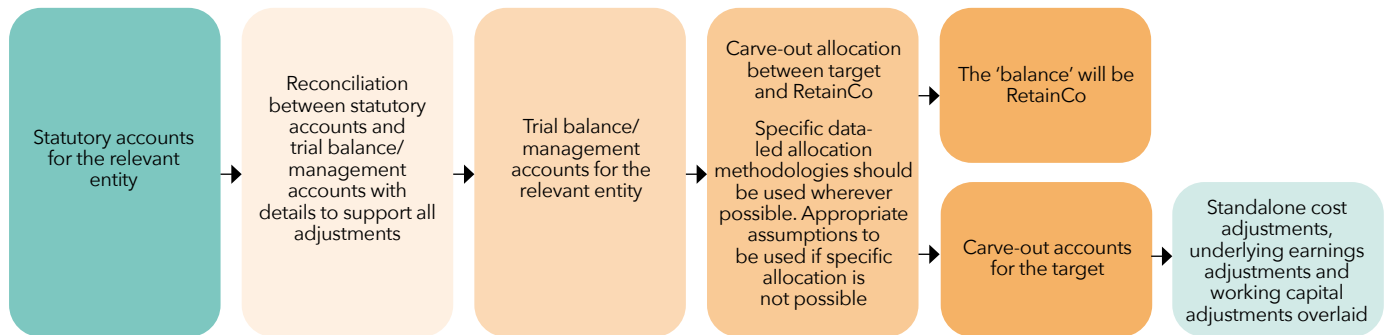 Statutory accounts
for the relevant
entity
Reconciliation
between statutory
accounts and
trial balance/
management
accounts with
details to support all
adjustments
Trial balance/
management
accounts for the
relevant entity
Carve-out allocation
between target
and RetainCo
Specific data-
led allocation
methodologies should
be used wherever
possible. Appropriate
assumptions to
be used if specific
allocation is
not possible
The ‘balance’ will be
RetainCo
Carve-out accounts
for the target
Standalone cost
adjustments,
underlying earnings
adjustments and
working capital
adjustments overlaid